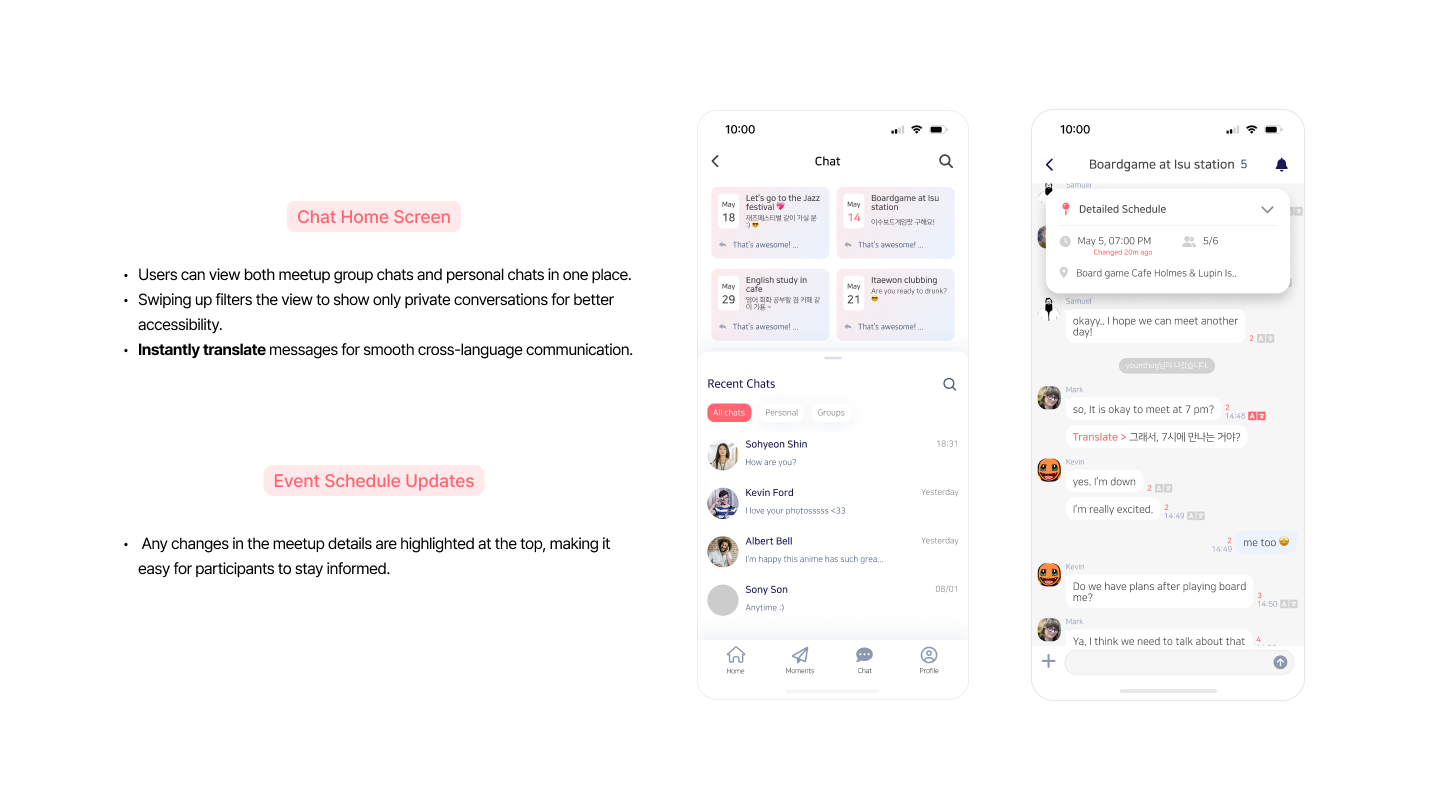 Chat Home Screen
• Users can view both meetup group chats and personal chats in one place.
• Swiping up filters the view to show only private conversations for better
accessibility.
• Instantly translate messages for smooth cross-language communication.
Event Schedule Updates
• Any changes in the meetup details are highlighted at the top, making it
easy for participants to stay informed.
10:00
Chat
May
18
Let's go to the Jazz
festival 💘
재즈페스티벌 같이 가실 분
:) 😎
That's awesome! ...
May
14
Boardgame at Isu
station
이수보드게임팟 구해요!
That's awesome! ...
May
29
English study in
cafe
영어 회화 공부할 겸 카페 같
이 가용 ~
That's awesome! ...
May
21
Itaewon clubbing
Are you ready to drunk?
😎
That's awesome! ...
Recent Chats
All chats
Personal
Groups
Sohyeon Shin
18:31
How are you?
Kevin Ford
Yesterday
I love your photosssss <33
Albert Bell
Yesterday
I'm happy this anime has such grea...
Sony Son
08/01
Anytime :)
Home
Moments
Chat
Profile
10:00
Boardgame at Isu station 5
Samuel
Detailed Schedule
May 5, 07:00 PM
5/6
Changed 20m ago
Board game Cafe Holmes & Lupin Is..
Samuel
okayy.. I hope we can meet another
day!
2
님이 나갔습니다.
Mark
so, It is okay to meet at 7 pm?
2
14:48
Translate > 그래서, 7시에 만나는 거야?
Kevin
yes. I'm down
2
I'm really excited.
2
14:49
2
14:49
me too 🤩
Kevin
Do we have plans after playing board
me?
3
14:50
Mark
Ya, I think we need to talk about that
4